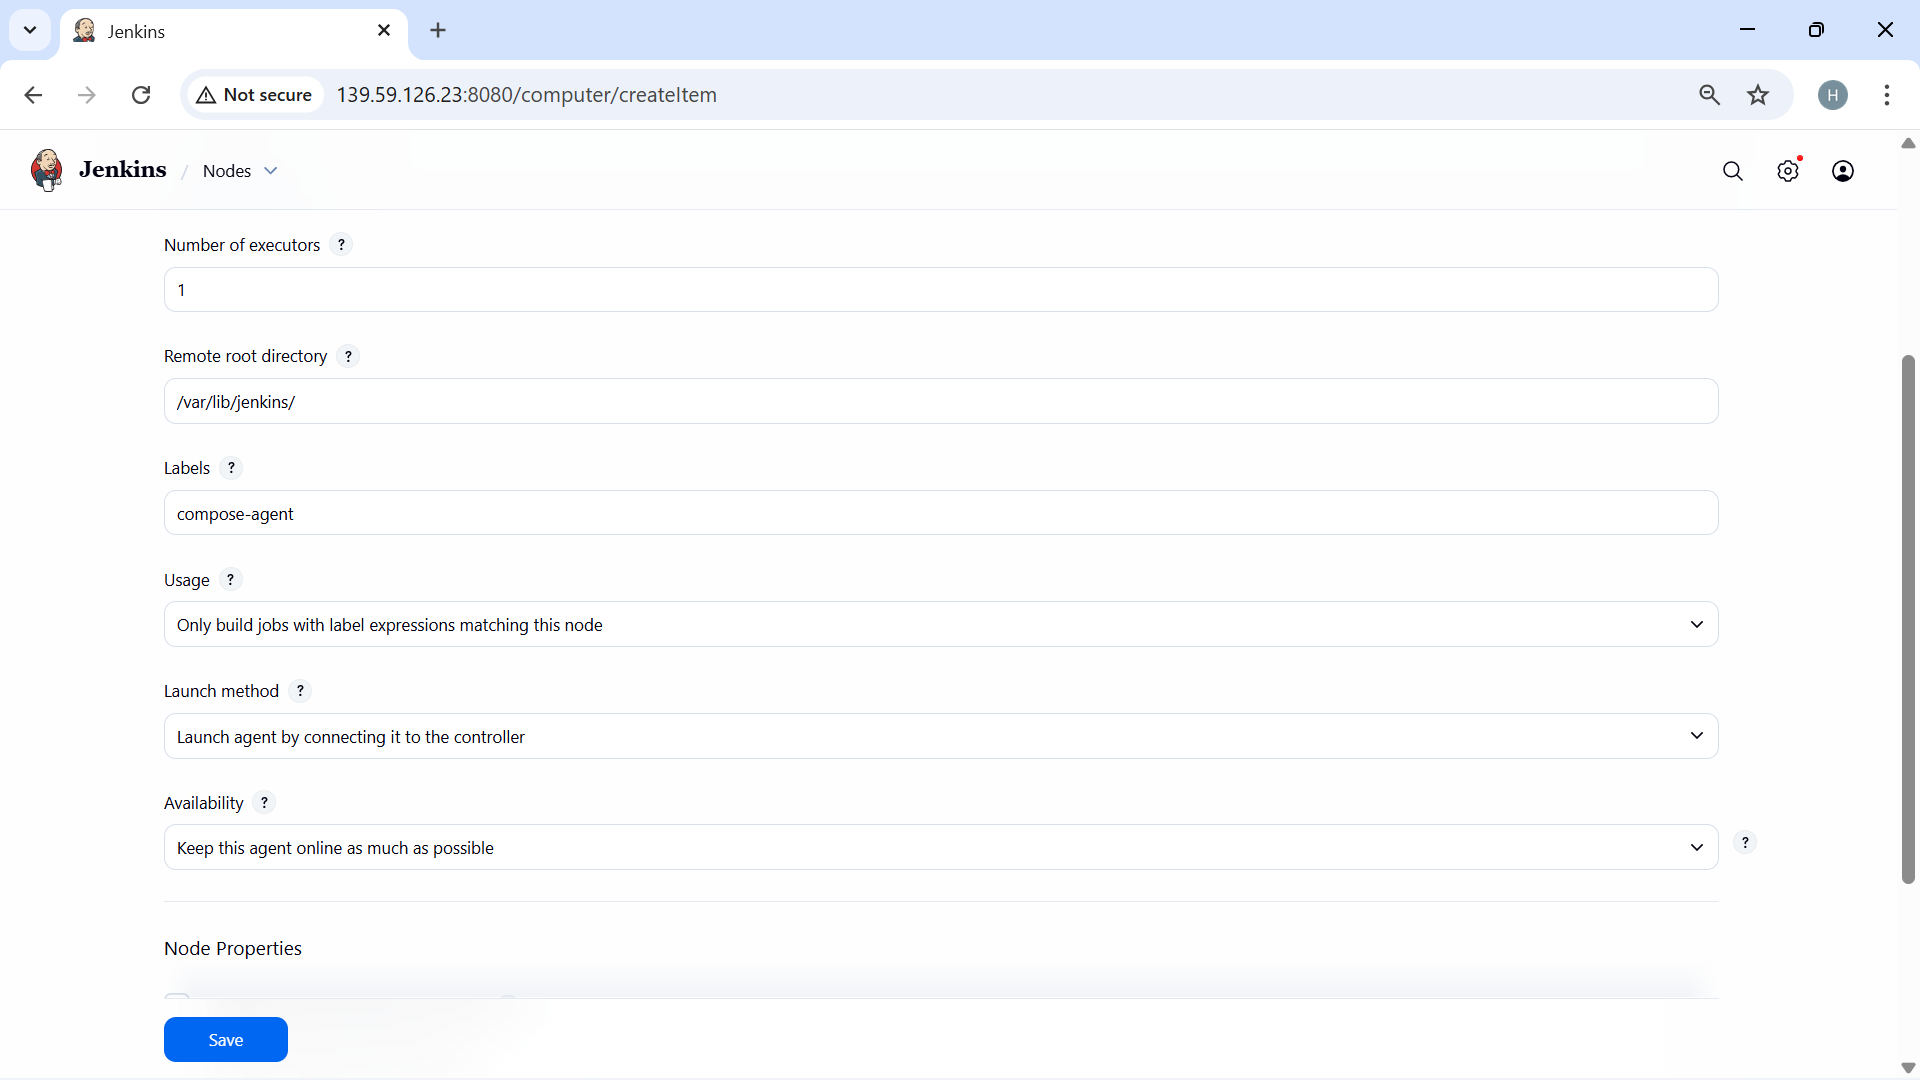 Jenkins
Not secure
139.59.126.23:8080/computer/createItem
H
Jenkins / Nodes
Number of executors ?
1
Remote root directory ?
/var/lib/jenkins/
Labels ?
compose-agent
Usage ?
Only build jobs with label expressions matching this node
Launch method ?
Launch agent by connecting it to the controller
Availability ?
Keep this agent online as much as possible
?
Node Properties
Save